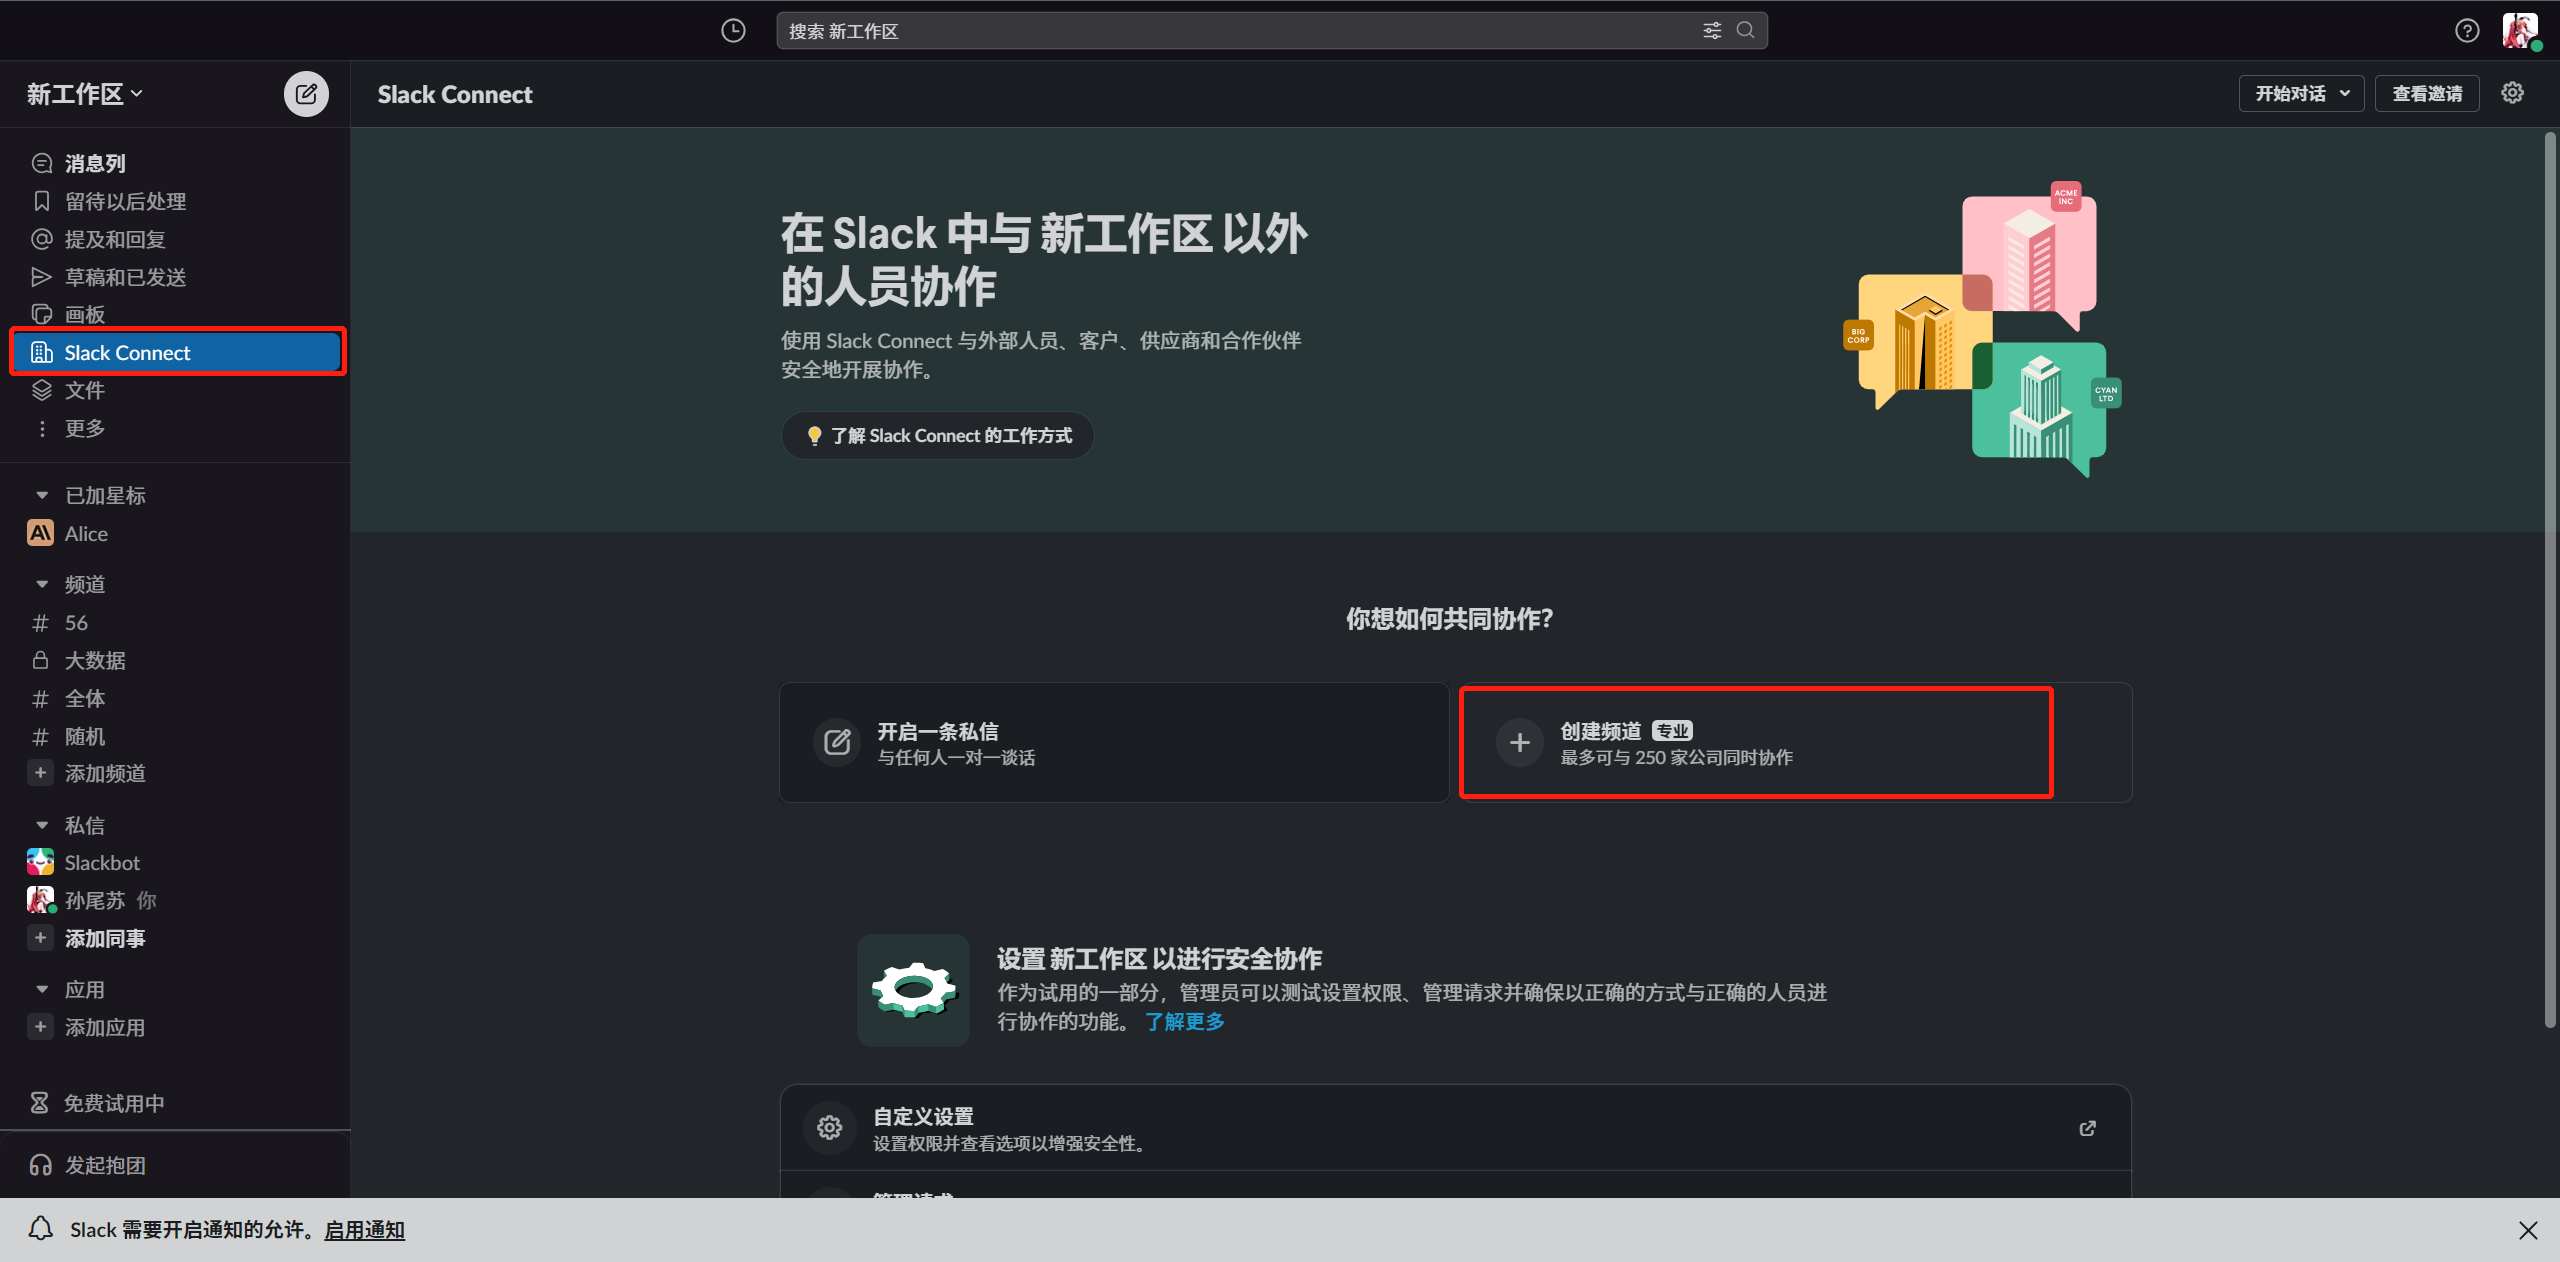 搜索 新工作区
新工作区
Slack Connect
开始对话
查看邀请
消息列
留待以后处理
提及和回复
草稿和已发送
画板
Slack Connect
文件
更多
已加星标
Alice
频道
56
大数据
全体
随机
添加频道
私信
Slackbot
孙尾苏 你
添加同事
应用
添加应用
免费试用中
发起抱团
在 Slack 中与 新工作区 以外
的人员协作
使用 Slack Connect 与外部人员、客户、供应商和合作伙伴
安全地开展协作。
了解 Slack Connect 的工作方式
ACME
INC
BIG
CORP
CYAN
LTD
你想如何共同协作？
开启一条私信
与任何人一对一谈话
创建频道 专业
最多可与 250 家公司同时协作
设置 新工作区 以进行安全协作
作为试用的一部分，管理员可以测试设置权限、管理请求并确保以正确的方式与正确的人员进
行协作的功能。 了解更多
自定义设置
设置权限并查看选项以增强安全性。
管理请求
Slack 需要开启通知的允许。启用通知